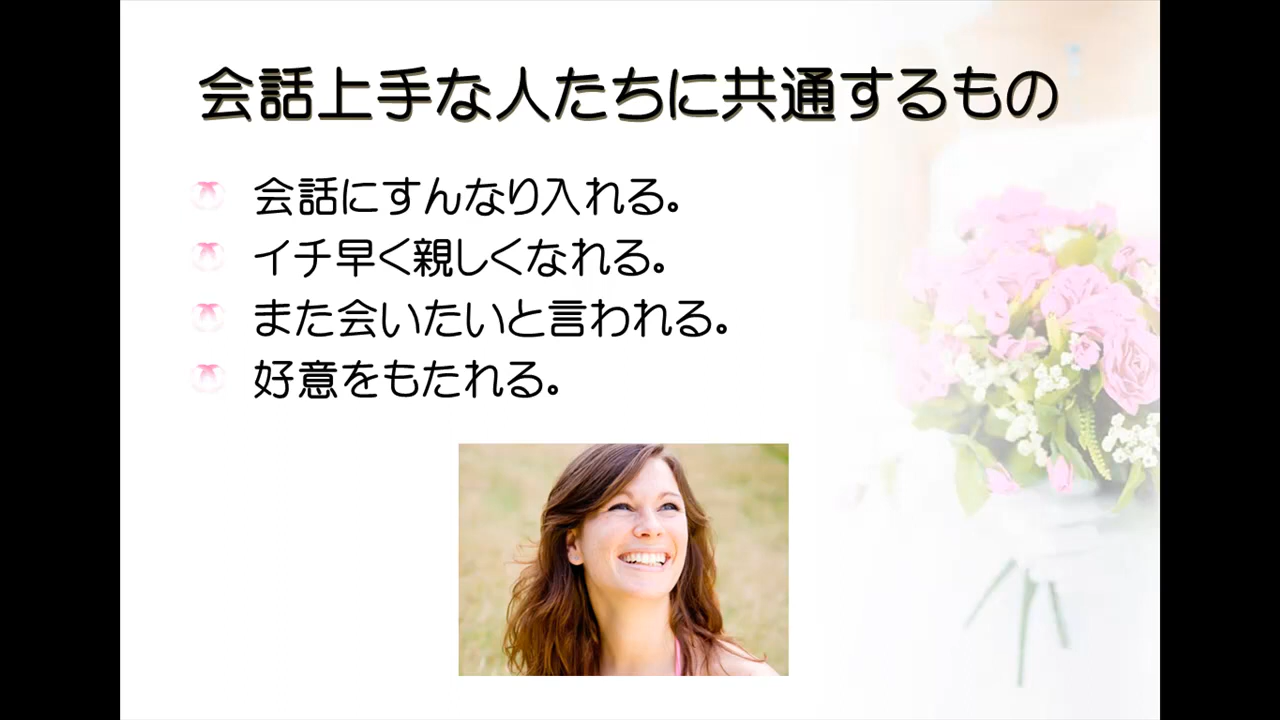 会話上手な人たちに共通するもの
会話にすんなり入れる。
イチ早く親しくなれる。
また会いたいと言われる。
好意をもたれる。